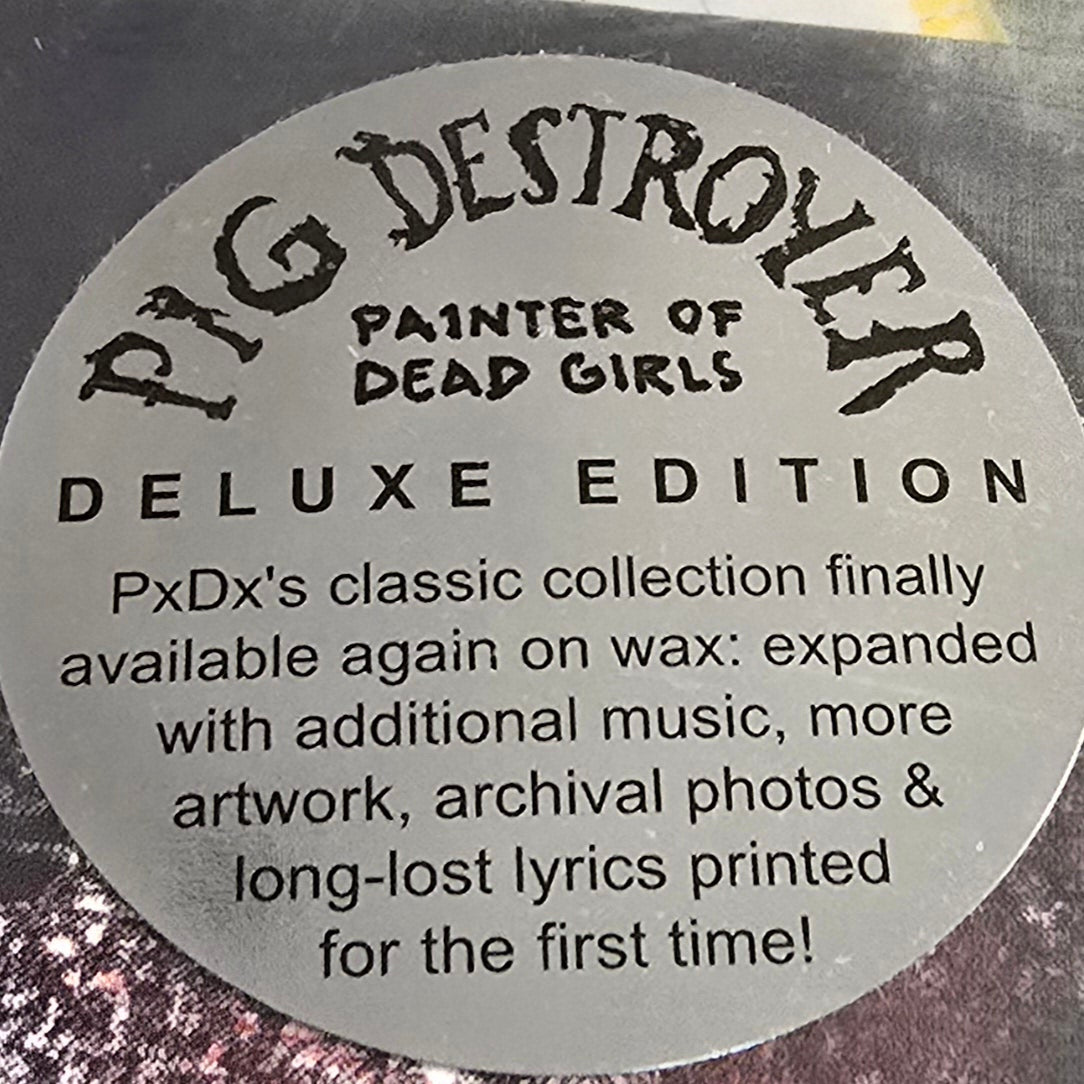 PIG DESTROYER
PA1NTER OF
DEAD GIRLS
DELUXE EDITION
PxDx's classic collection finally
available again on wax: expanded
with additional music, more
artwork, archival photos &
long-lost lyrics printed
for the first time!